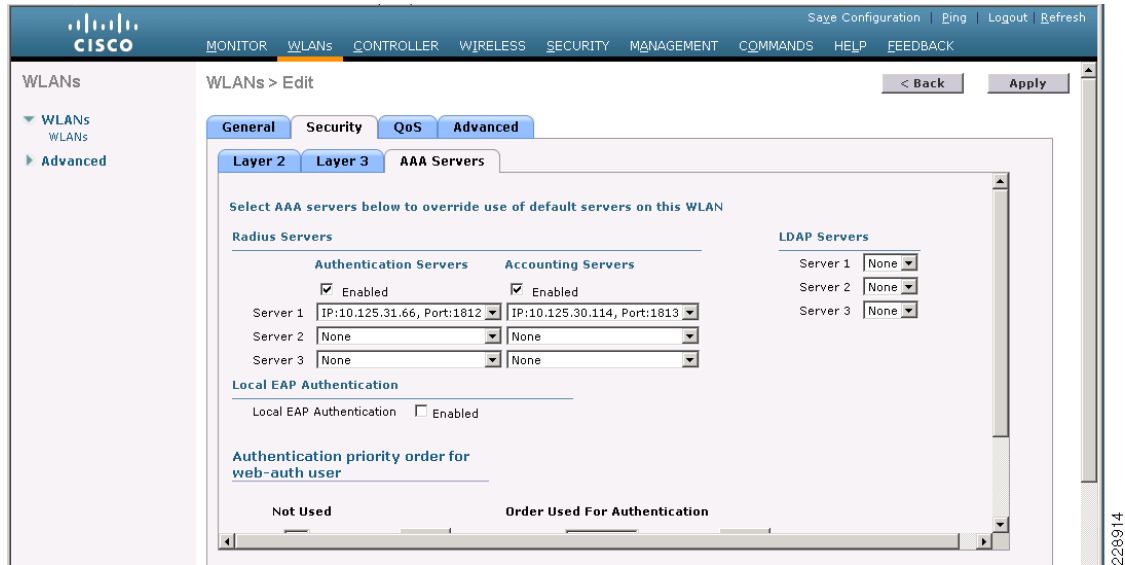 Save Configuration | Ping | Logout | Refresh
CISCO
MONITOR WLANs CONTROLLER WIRELESS SECURITY MANAGEMENT COMMANDS HELP FEEDBACK
WLANs
WLANs > Edit
< Back
Apply
WLANs
WLANs
Advanced
General Security QoS Advanced
Layer 2 Layer 3 AAA Servers
Select AAA servers below to override use of default servers on this WLAN
Radius Servers
LDAP Servers
Authentication Servers Accounting Servers
Server 1 None
Enabled Enabled
Server 2 None
Server 1 IP:10.125.31.66, Port:1812 IP:10.125.30.114, Port:1813
Server 3 None
Server 2 None None
Server 3 None None
Local EAP Authentication
Local EAP Authentication Enabled
Authentication priority order for
web-auth user
Not Used Order Used For Authentication
228914